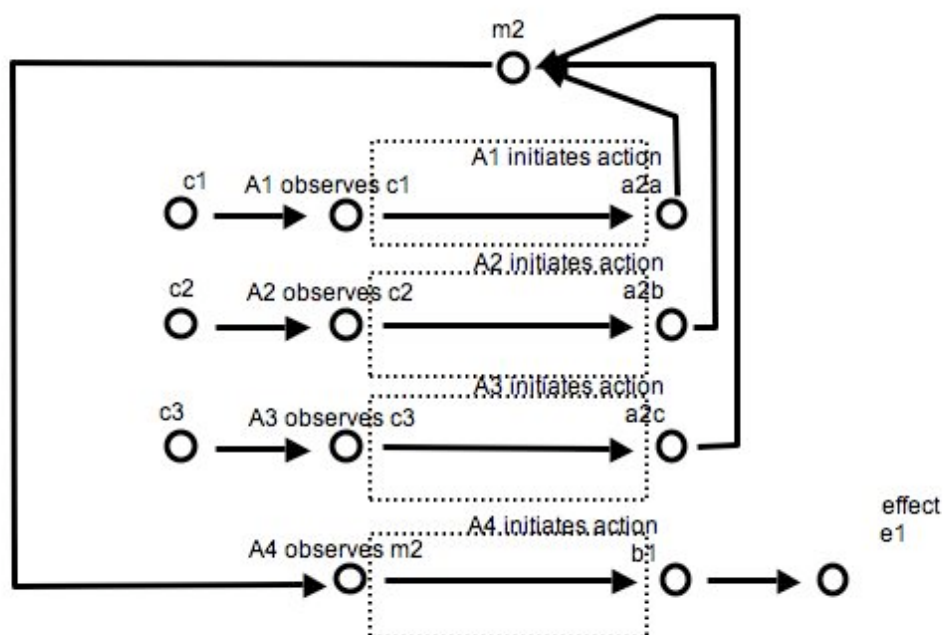 m2
A1 initiates action
c1
A1 observes c1
a2a
A2 initiates action
c2
A2 observes c2
a2b
A3 initiates action
c3
A3 observes c3
a2c
effect
e1
A4 initiates action
A4 observes m2
b1